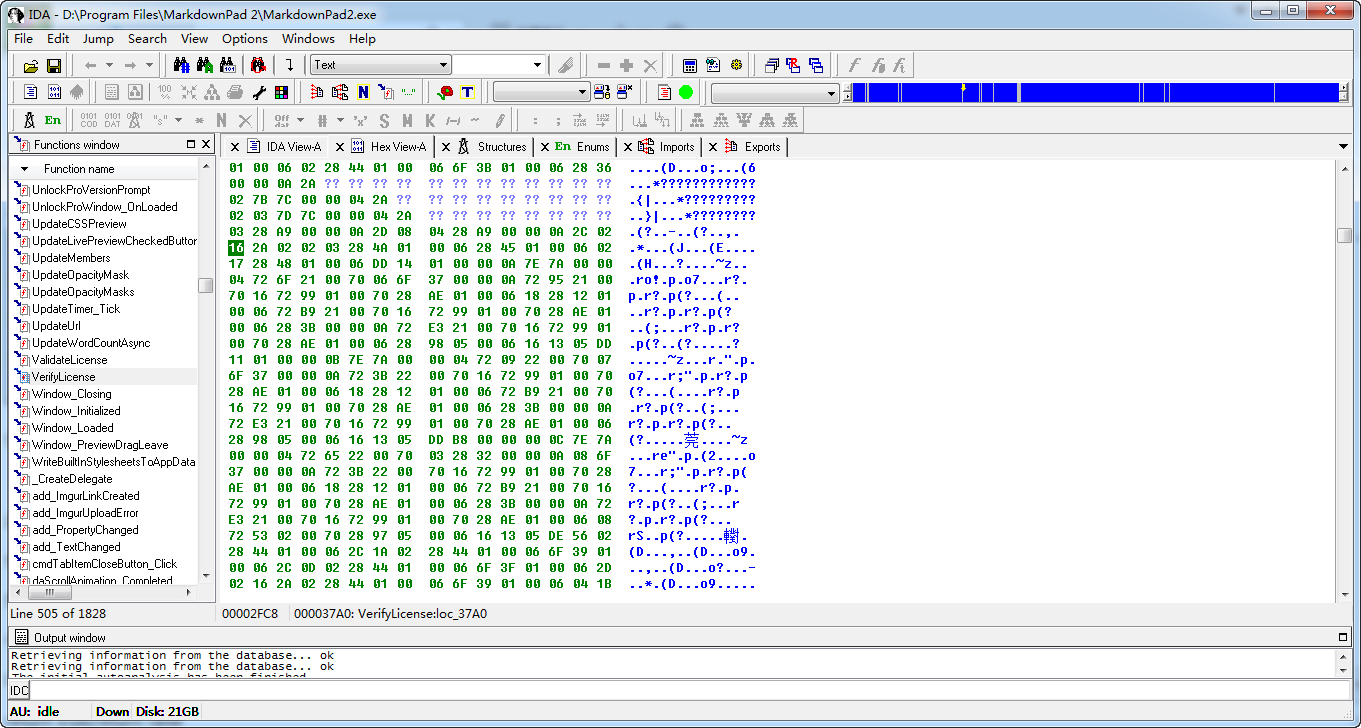 IDA - D:\Program Files\MarkdownPad 2\MarkdownPad2.exe
File Edit Jump Search View Options Windows Help
Text
En
Functions window
IDA View-A Hex View-A Structures En Enums Imports Exports
Function name
UnlockProVersionPrompt
UnlockProWindow_OnLoaded
UpdateCSSPreview
UpdateLivePreviewCheckedButton
UpdateMembers
UpdateOpacityMask
UpdateOpacityMasks
UpdateTimer_Tick
UpdateUrl
UpdateWordCountAsync
ValidateLicense
VerifyLicense
Window_Closing
Window_Initialized
Window_Loaded
Window_PreviewDragLeave
WriteBuiltInStylesheetsToAppData
_CreateDelegate
add_ImgurLinkCreated
add_ImgurUploadError
add_PropertyChanged
add_TextChanged
cmdTabItemCloseButton_Click
daScrollAnimation_Completed
01 00 06 02 28 44 01 00 06 6F 3B 01 00 06 28 36 ....(D...o;...(6
00 00 0A 2A ?? ?? ?? ?? ?? ?? ?? ?? ?? ?? ?? ?? ...*????????????
02 7B 7C 00 00 04 2A ?? ?? ?? ?? ?? ?? ?? ?? ?? .{|...*?????????
02 03 7D 7C 00 00 04 2A ?? ?? ?? ?? ?? ?? ?? ?? ..}|...*????????
03 28 A9 00 00 0A 2D 08 04 28 A9 00 00 0A 2C 02 .(?..-..(?..,.
16 2A 02 02 03 28 4A 01 00 06 28 45 01 00 06 02 .*...(J...(E....
17 28 48 01 00 06 DD 14 01 00 00 0A 7E 7A 00 00 .(H...?....~z..
04 72 6F 21 00 70 06 6F 37 00 00 0A 72 95 21 00 .ro!.p.o7...r?.
70 16 72 99 01 00 70 28 AE 01 00 06 18 28 12 01 p.r?.p(?...(..
00 06 72 B9 21 00 70 16 72 99 01 00 70 28 AE 01 ..r?.p.r?.p(?
00 06 28 3B 00 00 0A 72 E3 21 00 70 16 72 99 01 ..(;...r?.p.r?
00 70 28 AE 01 00 06 28 98 05 00 06 16 13 05 DD .p(?..(?.....?
11 01 00 00 0B 7E 7A 00 00 04 72 09 22 00 70 07 .....~z...r.".p.
6F 37 00 00 0A 72 3B 22 00 70 16 72 99 01 00 70 o7...r;".p.r?.p
28 AE 01 00 06 18 28 12 01 00 06 72 B9 21 00 70 (?...(....r?.p
16 72 99 01 00 70 28 AE 01 00 06 28 3B 00 00 0A .r?.p(?..(;...
72 E3 21 00 70 16 72 99 01 00 70 28 AE 01 00 06 r?.p.r?.p(?..
28 98 05 00 06 16 13 05 DD B8 00 00 00 0C 7E 7A (?.....莞....~z
00 00 04 72 65 22 00 70 03 28 32 00 00 0A 08 6F ...re".p.(2....o
37 00 00 0A 72 3B 22 00 70 16 72 99 01 00 70 28 7...r;".p.r?.p(
AE 01 00 06 18 28 12 01 00 06 72 B9 21 00 70 16 ?...(....r?.p.
72 99 01 00 70 28 AE 01 00 06 28 3B 00 00 0A 72 r?.p(?..(;...r
E3 21 00 70 16 72 99 01 00 70 28 AE 01 00 06 08 ?.p.r?.p(?...
72 53 02 00 70 28 97 05 00 06 16 13 05 DE 56 02 rS..p(?.....轛.
28 44 01 00 06 2C 1A 02 28 44 01 00 06 6F 39 01 (D...,..(D...o9.
00 06 2C 0D 02 28 44 01 00 06 6F 3F 01 00 06 2D ..,..(D...o?...-
02 16 2A 02 28 44 01 00 06 6F 39 01 00 06 04 1B ..*.(D...o9.....
Line 505 of 1828
00002FC8 000037A0: VerifyLicense:loc_37A0
Output window
Retrieving information from the database... ok
Retrieving information from the database... ok
The initial autoanalysis has been finished
IDC
AU: idle Down Disk: 21GB